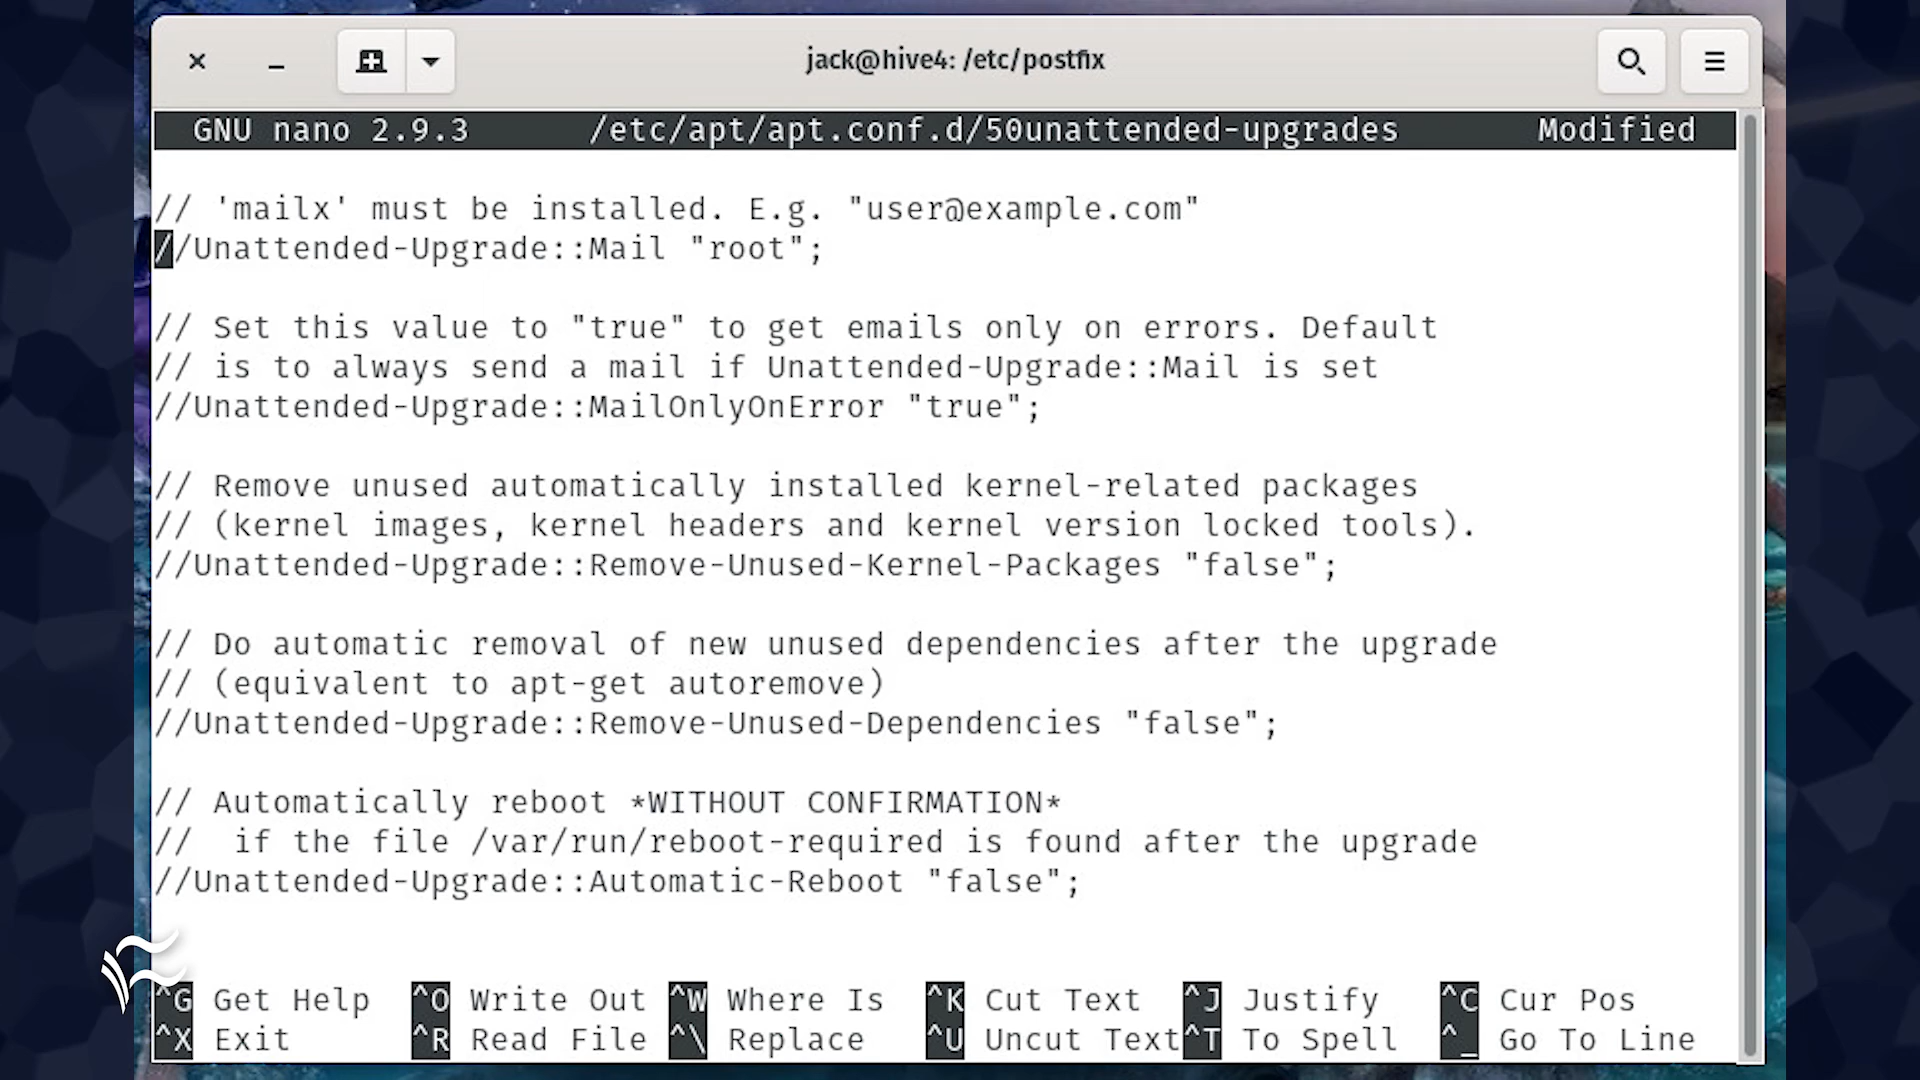 jack@hive4: /etc/postfix
GNU nano 2.9.3 /etc/apt/apt.conf.d/50unattended-upgrades Modified
// 'mailx' must be installed. E.g. "user@example.com"
//Unattended-Upgrade::Mail "root";
// Set this value to "true" to get emails only on errors. Default
// is to always send a mail if Unattended-Upgrade::Mail is set
//Unattended-Upgrade::MailOnlyOnError "true";
// Remove unused automatically installed kernel-related packages
// (kernel images, kernel headers and kernel version locked tools).
//Unattended-Upgrade::Remove-Unused-Kernel-Packages "false";
// Do automatic removal of new unused dependencies after the upgrade
// (equivalent to apt-get autoremove)
//Unattended-Upgrade::Remove-Unused-Dependencies "false";
// Automatically reboot *WITHOUT CONFIRMATION*
//  if the file /var/run/reboot-required is found after the upgrade
//Unattended-Upgrade::Automatic-Reboot "false";
^G Get Help ^O Write Out ^W Where Is ^K Cut Text ^J Justify ^C Cur Pos
^X Exit ^R Read File ^\ Replace ^U Uncut Text ^T To Spell ^_ Go To Line